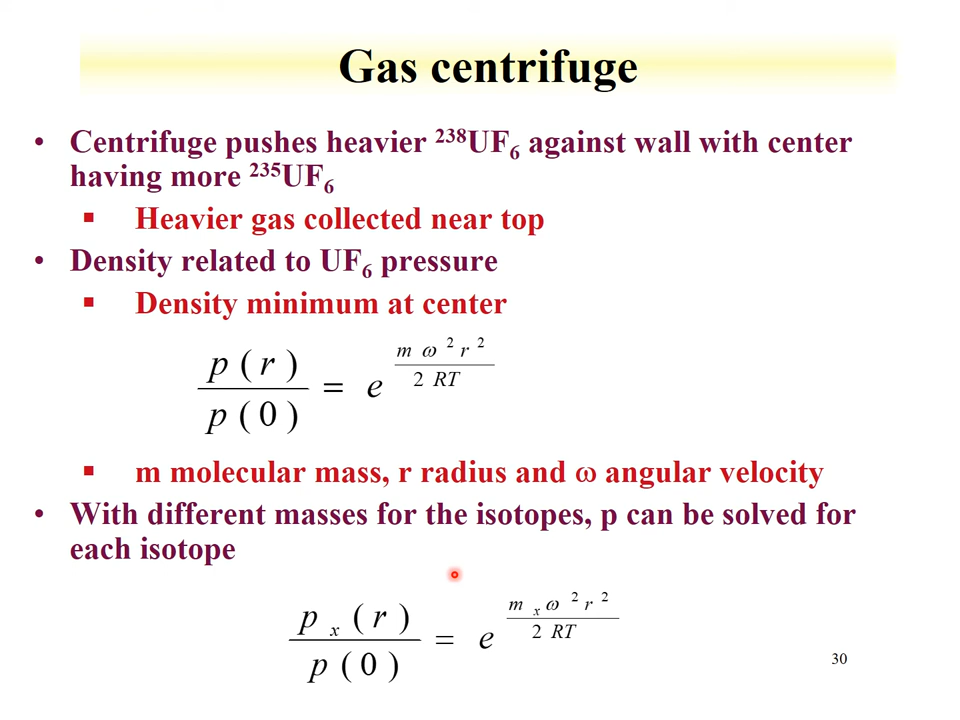 Gas centrifuge
• Centrifuge pushes heavier ²³⁸UF₆ against wall with center
having more ²³⁵UF₆
▪ Heavier gas collected near top
• Density related to UF₆ pressure
▪ Density minimum at center
p(r)/p(0) = e^(mω²r²/2RT)
▪ m molecular mass, r radius and ω angular velocity
• With different masses for the isotopes, p can be solved for
each isotope
pₓ(r)/p(0) = e^(mₓω²r²/2RT)
30